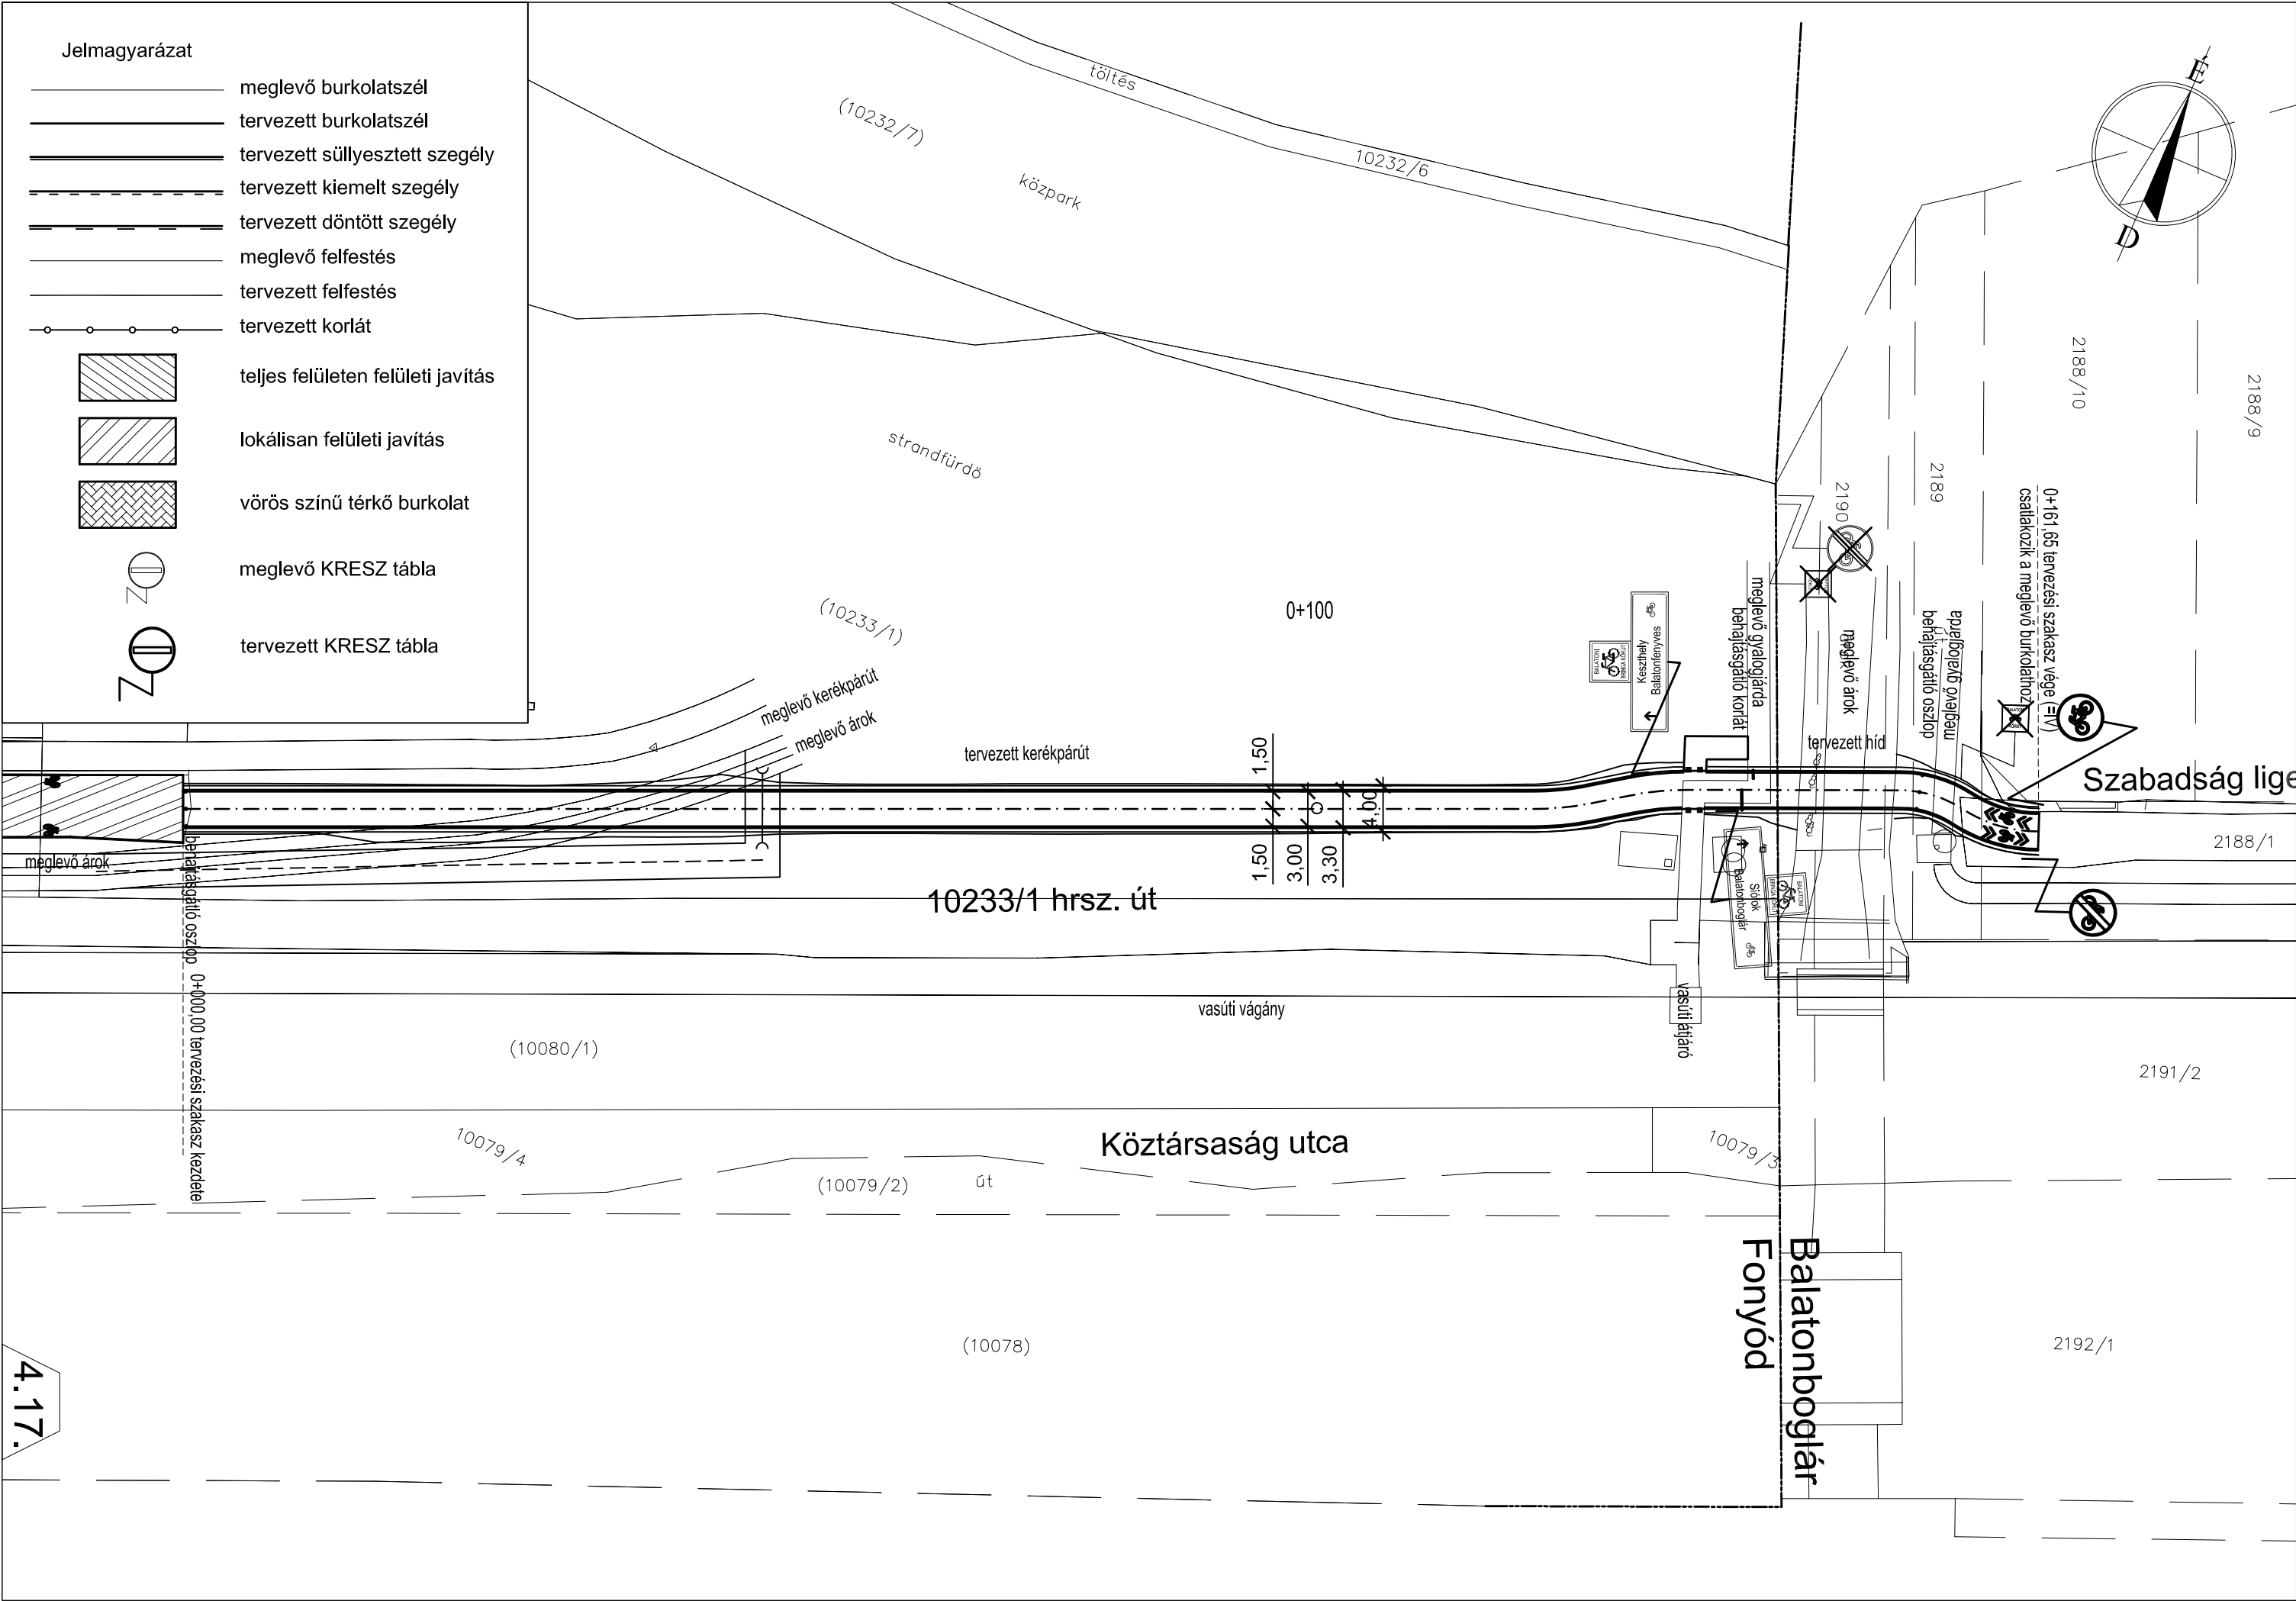 Jelmagyarázat
meglevő burkolatszél
tervezett burkolatszél
tervezett süllyesztett szegély
tervezett kiemelt szegély
tervezett döntött szegély
meglevő felfestés
tervezett felfestés
tervezett korlát
teljes felületen felületi javítás
lokálisan felületi javítás
vörös színű térkő burkolat
meglevő KRESZ tábla
tervezett KRESZ tábla
töltés
(10232/7)
10232/6
közpark
É
D
strandfürdő
(10233/1)
0+100
2188/10
2188/9
2189
2190
0+161,65 tervezési szakasz vége (=IV)
csatlakozik a meglevő burkolathoz
Keszthely
Balatonfenyves
BALATONI
BRINGAKÖRÚT
meglevő gyalogjárda
behajtásgátló korlát
meglevő árok
meglevő gyalogjárda
behajtásgátló oszlop
út
meglevő kerékpárút
meglevő árok
tervezett kerékpárút
tervezett híd
Szabadság lige
1,50
1,50
3,00
3,30
4,00
2188/1
meglevő árok
behajtásgátló oszlop
0+000,00 tervezési szakasz kezdete
10233/1 hrsz. út
Siófok
Balatonboglár
BALATONI
BRINGAKÖRÚT
vasúti vágány
vasúti átjáró
(10080/1)
2191/2
10079/4
Köztársaság utca
10079/3
(10079/2)
út
Fonyód
Balatonboglár
(10078)
2192/1
4.17.